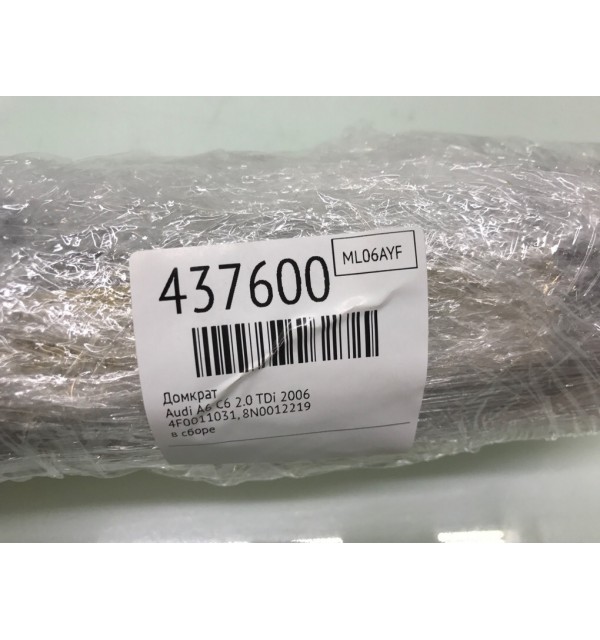 ML06AYF
437600
Домкрат
Audi A6 C6 2.0 TDi 2006
4F0011031, 8N0012219
в сборе